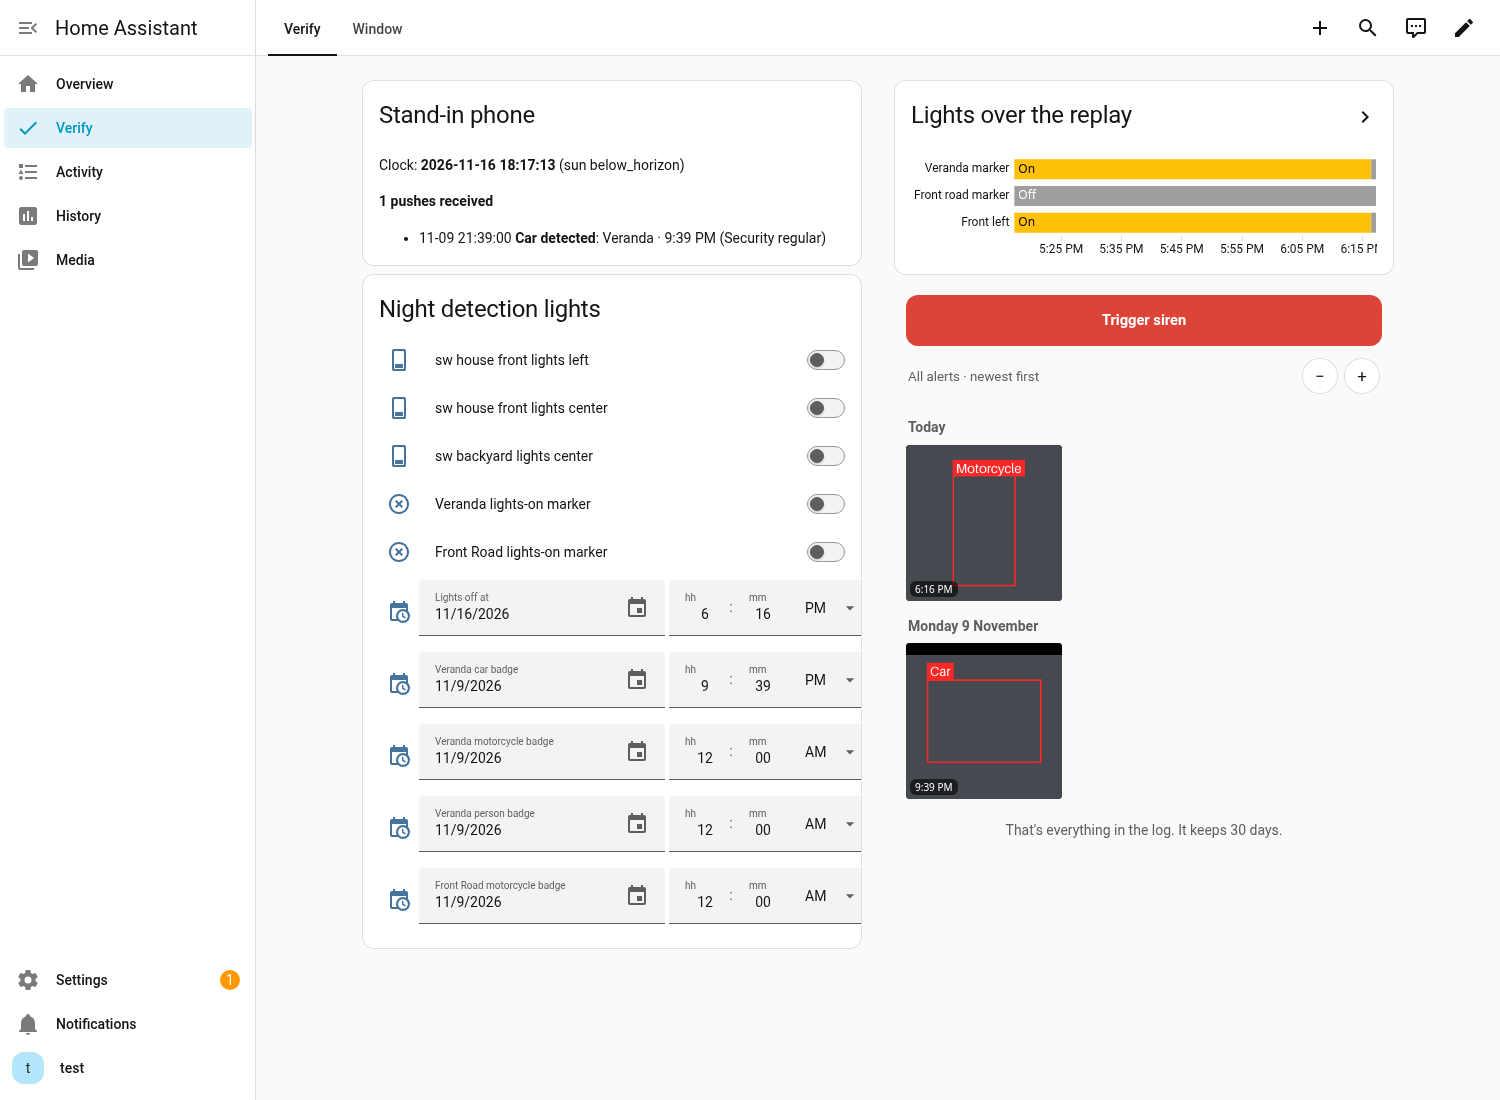 Home Assistant
Verify
Window
Overview
Verify
Activity
History
Media
Settings
1
Notifications
t
test
Stand-in phone
Clock: 2026-11-16 18:17:13 (sun below_horizon)
1 pushes received
• 11-09 21:39:00 Car detected: Veranda · 9:39 PM (Security regular)
Night detection lights
sw house front lights left
sw house front lights center
sw backyard lights center
Veranda lights-on marker
Front Road lights-on marker
Lights off at
11/16/2026
hh mm
6 : 16 PM
Veranda car badge
11/9/2026
hh mm
9 : 39 PM
Veranda motorcycle badge
11/9/2026
hh mm
12 : 00 AM
Veranda person badge
11/9/2026
hh mm
12 : 00 AM
Front Road motorcycle badge
11/9/2026
hh mm
12 : 00 AM
Lights over the replay
Veranda marker On
Front road marker Off
Front left On
5:25 PM 5:35 PM 5:45 PM 5:55 PM 6:05 PM 6:15 PM
Trigger siren
All alerts · newest first
− +
Today
Motorcycle
6:16 PM
Monday 9 November
Car
9:39 PM
That's everything in the log. It keeps 30 days.